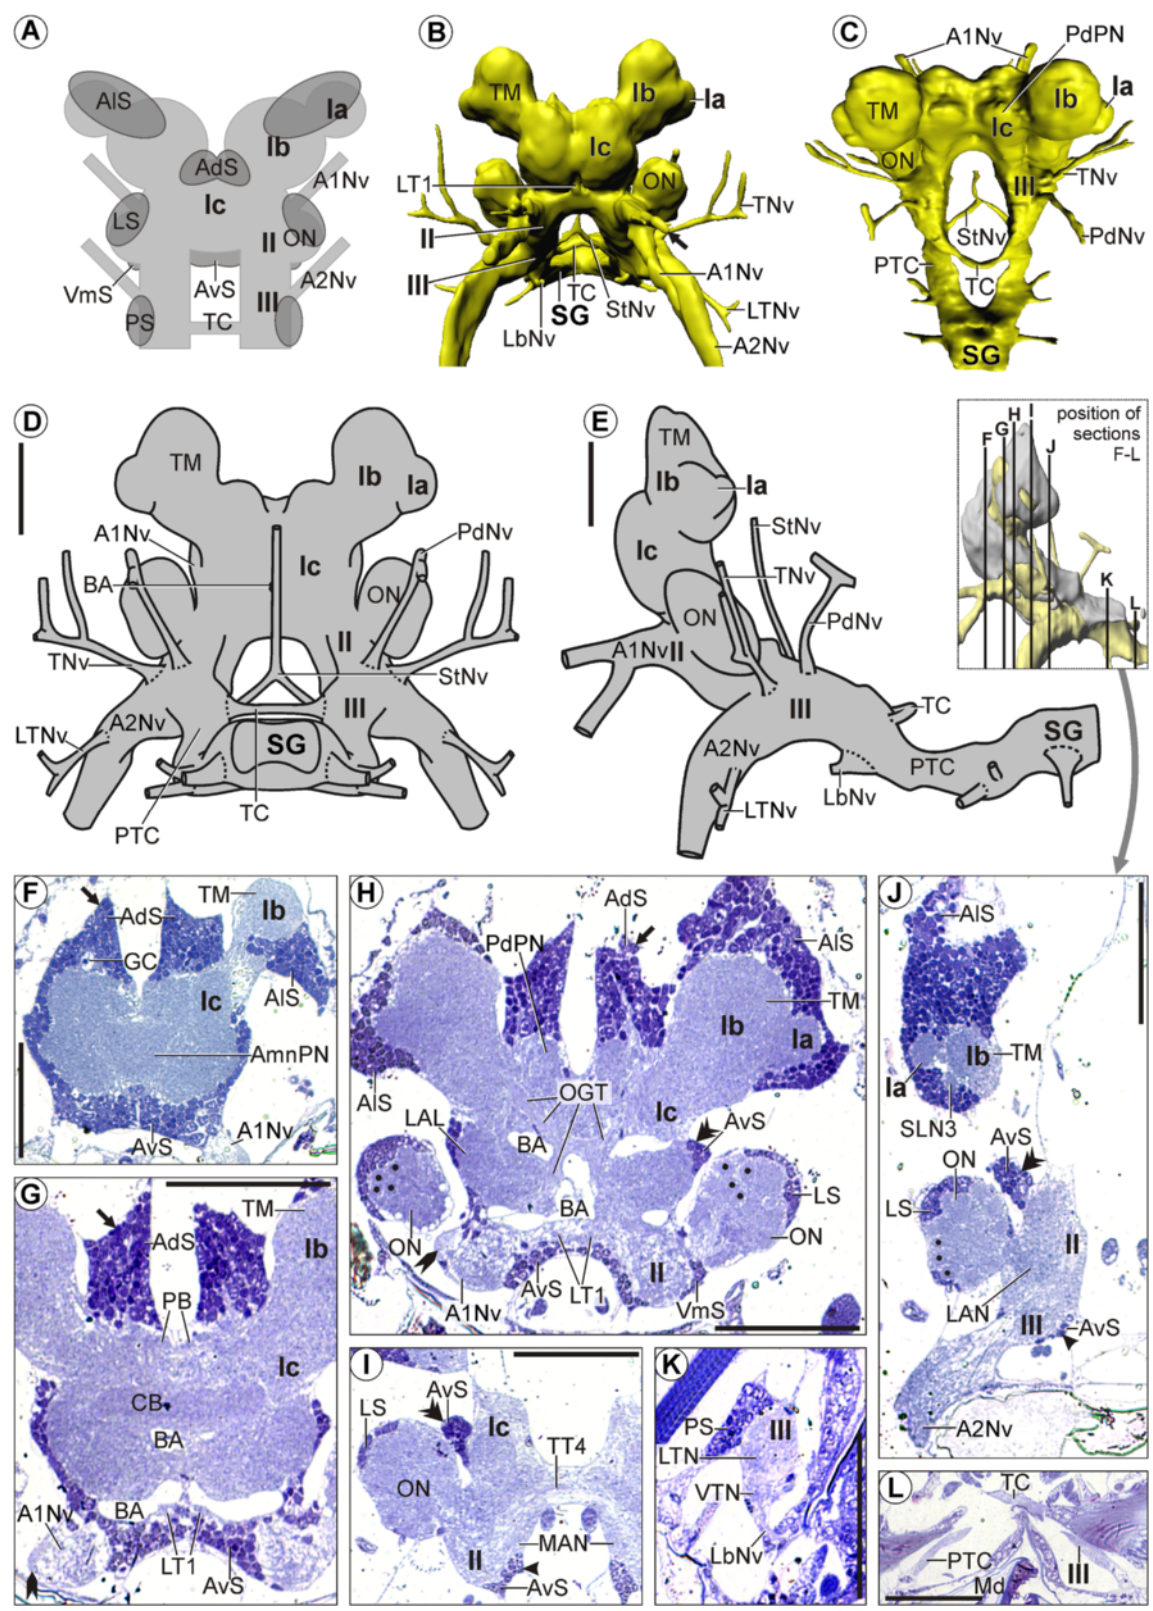 A
AlS
Ia
Ib
AdS
A1Nv
Ic
LS
II
ON
VmS
AvS
A2Nv
III
PS
TC
B
TM
Ib
Ia
Ic
LT1
ON
TNv
II
III
A1Nv
TC
StNv
SG
LTNv
LbNv
A2Nv
C
A1Nv
PdPN
TM
Ib
Ia
Ic
ON
III
TNv
StNv
PdNv
PTC
TC
SG
D
TM
Ib
Ia
A1Nv
PdNv
Ic
BA
ON
II
TNv
StNv
III
A2Nv
LTNv
SG
TC
PTC
E
TM
Ib
Ia
StNv
Ic
TNv
ON
PdNv
A1Nv
II
III
TC
A2Nv
SG
PTC
LbNv
LTNv
position of
sections
F-L
F
G
H
I
J
K
L
F
TM
Ib
AdS
GC
Ic
AlS
AmnPN
AvS
A1Nv
G
TM
AdS
Ib
PB
Ic
CB
BA
A1Nv
BA
LT1
AvS
H
AdS
PdPN
AlS
TM
Ib
Ia
OGT
AlS
Ic
LAL
BA
AvS
LS
BA
ON
ON
II
A1Nv
AvS
LT1
VmS
I
AvS
LS
Ic
TT4
ON
MAN
II
AvS
J
AlS
Ib
TM
Ia
SLN3
AvS
ON
LS
II
LAN
III
AvS
A2Nv
K
PS
III
LTN
VTN
LbNv
L
TC
PTC
Md
III